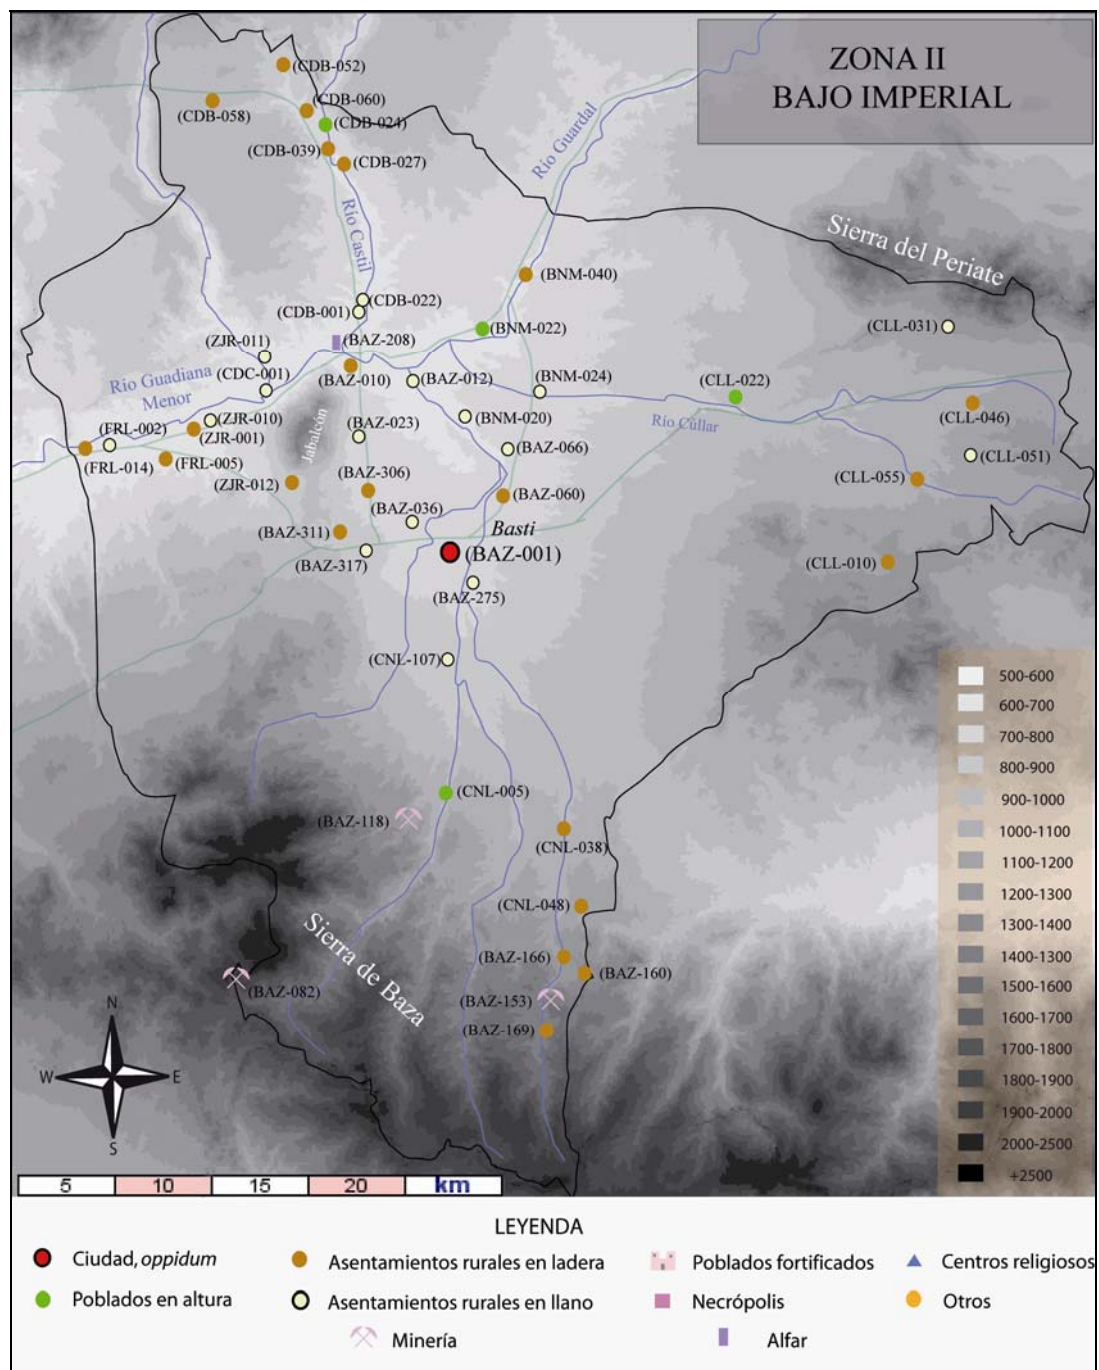 ZONA II
BAJO IMPERIAL
(CDB-052)
(CDB-058)
(CDB-060)
(CDB-024)
(CDB-039)
(CDB-027)
Río Guardal
Río Castil
Sierra del Periate
(BNM-040)
(CDB-022)
(CDB-001)
(BNM-022)
(CLL-031)
(ZJR-011)
(BAZ-208)
Río Guadiana
Menor
(CDC-001)
(BAZ-010)
(BAZ-012)
(BNM-024)
(CLL-022)
(CLL-046)
(FRL-002)
(ZJR-010)
(ZJR-001)
Jabalcón
(BAZ-023)
(BNM-020)
Río Cúllar
(BAZ-066)
(CLL-051)
(FRL-014)
(FRL-005)
(ZJR-012)
(BAZ-306)
(CLL-055)
(BAZ-036)
(BAZ-060)
(BAZ-311)
Basti
(BAZ-001)
(BAZ-317)
(CLL-010)
(BAZ-275)
(CNL-107)
(CNL-005)
(BAZ-118)
(CNL-038)
(CNL-048)
Sierra de Baza
(BAZ-166)
(BAZ-160)
(BAZ-082)
(BAZ-153)
(BAZ-169)
500-600
600-700
700-800
800-900
900-1000
1000-1100
1100-1200
1200-1300
1300-1400
1400-1300
1500-1600
1600-1700
1700-1800
1800-1900
1900-2000
2000-2500
+2500
N
W E
S
5 10 15 20 km
LEYENDA
Ciudad, oppidum
Asentamientos rurales en ladera
Poblados fortificados
Centros religiosos
Poblados en altura
Asentamientos rurales en llano
Necrópolis
Otros
Minería
Alfar